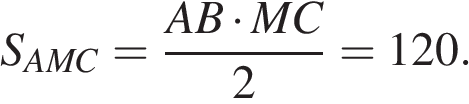 S_{AMC} = \frac{AB \cdot MC}{2} = 120.